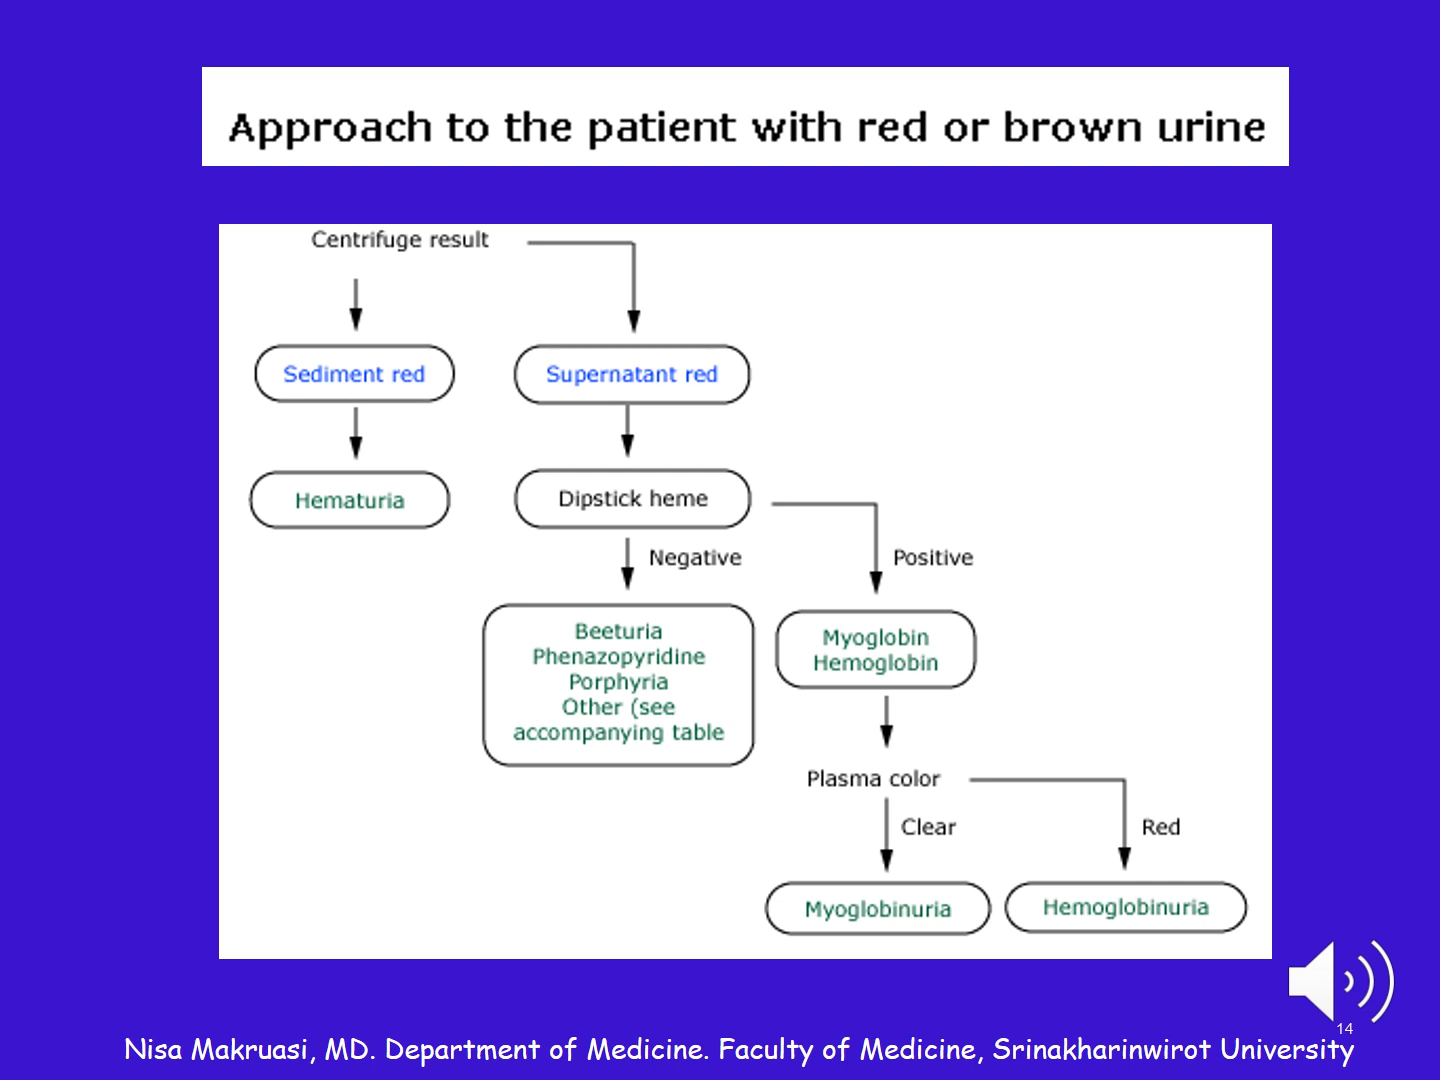 Approach to the patient with red or brown urine
Centrifuge result
Sediment red
Supernatant red
Hematuria
Dipstick heme
Negative
Positive
Beeturia
Phenazopyridine
Porphyria
Other (see
accompanying table
Myoglobin
Hemoglobin
Plasma color
Clear
Red
Myoglobinuria
Hemoglobinuria
14
Nisa Makruasi, MD. Department of Medicine. Faculty of Medicine, Srinakharinwirot University